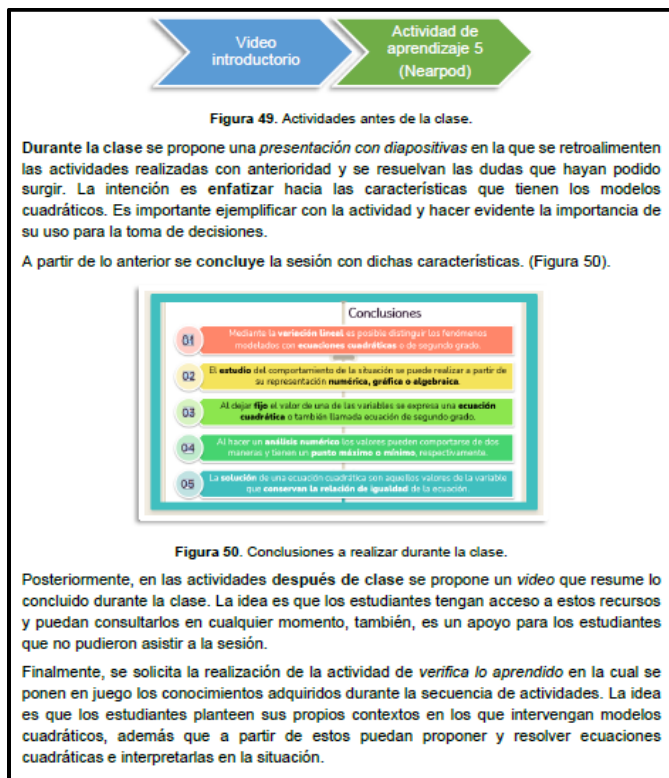 Video
introductorio
Actividad de
aprendizaje 5
(Nearpod)
Figura 49. Actividades antes de la clase.
Durante la clase se propone una presentación con diapositivas en la que se retroalimenten
las actividades realizadas con anterioridad y se resuelvan las dudas que hayan podido
surgir. La intención es enfatizar hacia las características que tienen los modelos
cuadráticos. Es importante ejemplificar con la actividad y hacer evidente la importancia de
su uso para la toma de decisiones.
A partir de lo anterior se concluye la sesión con dichas características. (Figura 50).
Conclusiones
01
Mediante la variación lineal es posible distinguir los fenómenos
modelados con ecuaciones cuadráticas o de segundo grado.
02
El estudio del comportamiento de la situación se puede realizar a partir de
su representación numérica, gráfica o algebraica.
03
Al dejar fijo el valor de una de las variables se expresa una ecuación
cuadrática o también llamada ecuación de segundo grado.
04
Al hacer un análisis numérico los valores pueden comportarse de dos
maneras y tienen un punto máximo o mínimo, respectivamente.
05
La solución de una ecuación cuadrática son aquellos valores de la variable
que conservan la relación de igualdad de la ecuación.
Figura 50. Conclusiones a realizar durante la clase.
Posteriormente, en las actividades después de clase se propone un video que resume lo
concluido durante la clase. La idea es que los estudiantes tengan acceso a estos recursos
y puedan consultarlos en cualquier momento, también, es un apoyo para los estudiantes
que no pudieron asistir a la sesión.
Finalmente, se solicita la realización de la actividad de verifica lo aprendido en la cual se
ponen en juego los conocimientos adquiridos durante la secuencia de actividades. La idea
es que los estudiantes planteen sus propios contextos en los que intervengan modelos
cuadráticos, además que a partir de estos puedan proponer y resolver ecuaciones
cuadráticas e interpretarlas en la situación.